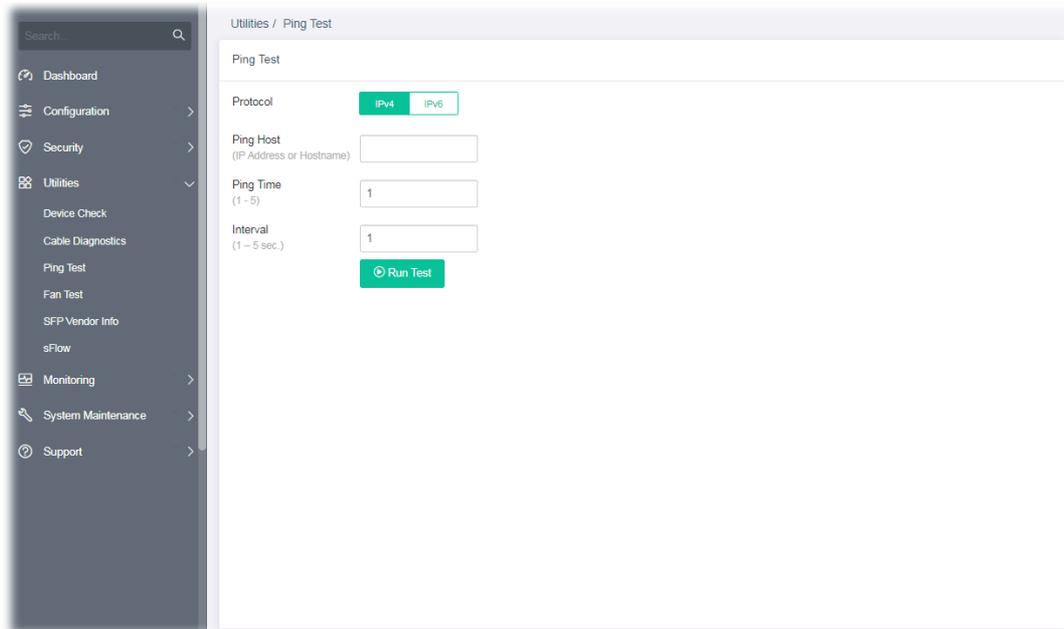 Search...
Dashboard
Configuration
Security
Utilities
Device Check
Cable Diagnostics
Ping Test
Fan Test
SFP Vendor Info
sFlow
Monitoring
System Maintenance
Support
Utilities / Ping Test
Ping Test
Protocol IPv4 IPv6
Ping Host
(IP Address or Hostname)
Ping Time
(1 - 5)
1
Interval
(1 – 5 sec.)
1
Run Test